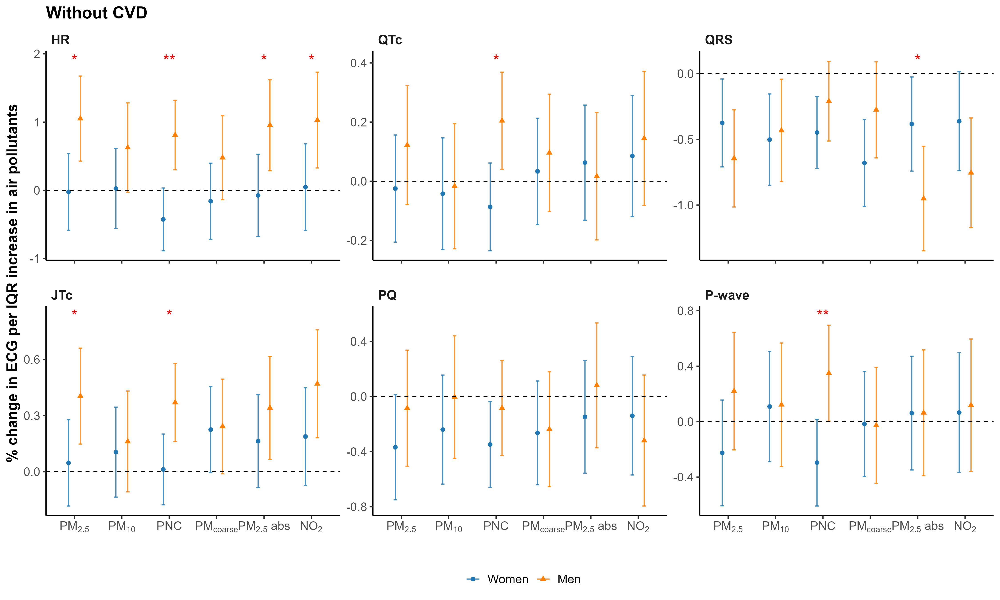 Without CVD
% change in ECG per IQR increase in air pollutants
HR
* ** * *
2
1
0
-1
QTc
*
0.4
0.2
0.0
-0.2
QRS
*
0.0
-0.5
-1.0
JTc
* *
0.6
0.3
0.0
PM2.5 PM10 PNC PMcoarse PM2.5 abs NO2
PQ
0.4
0.0
-0.4
-0.8
PM2.5 PM10 PNC PMcoarse PM2.5 abs NO2
P-wave
**
0.8
0.4
0.0
-0.4
PM2.5 PM10 PNC PMcoarse PM2.5 abs NO2
Women Men